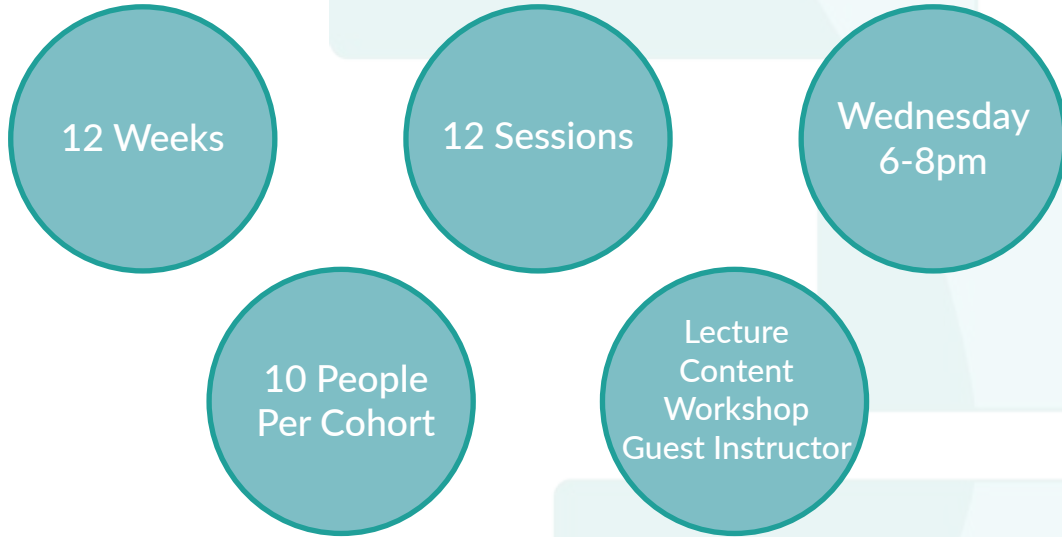 12 Weeks
12 Sessions
Wednesday
6-8pm
10 People
Per Cohort
Lecture
Content
Workshop
Guest Instructor